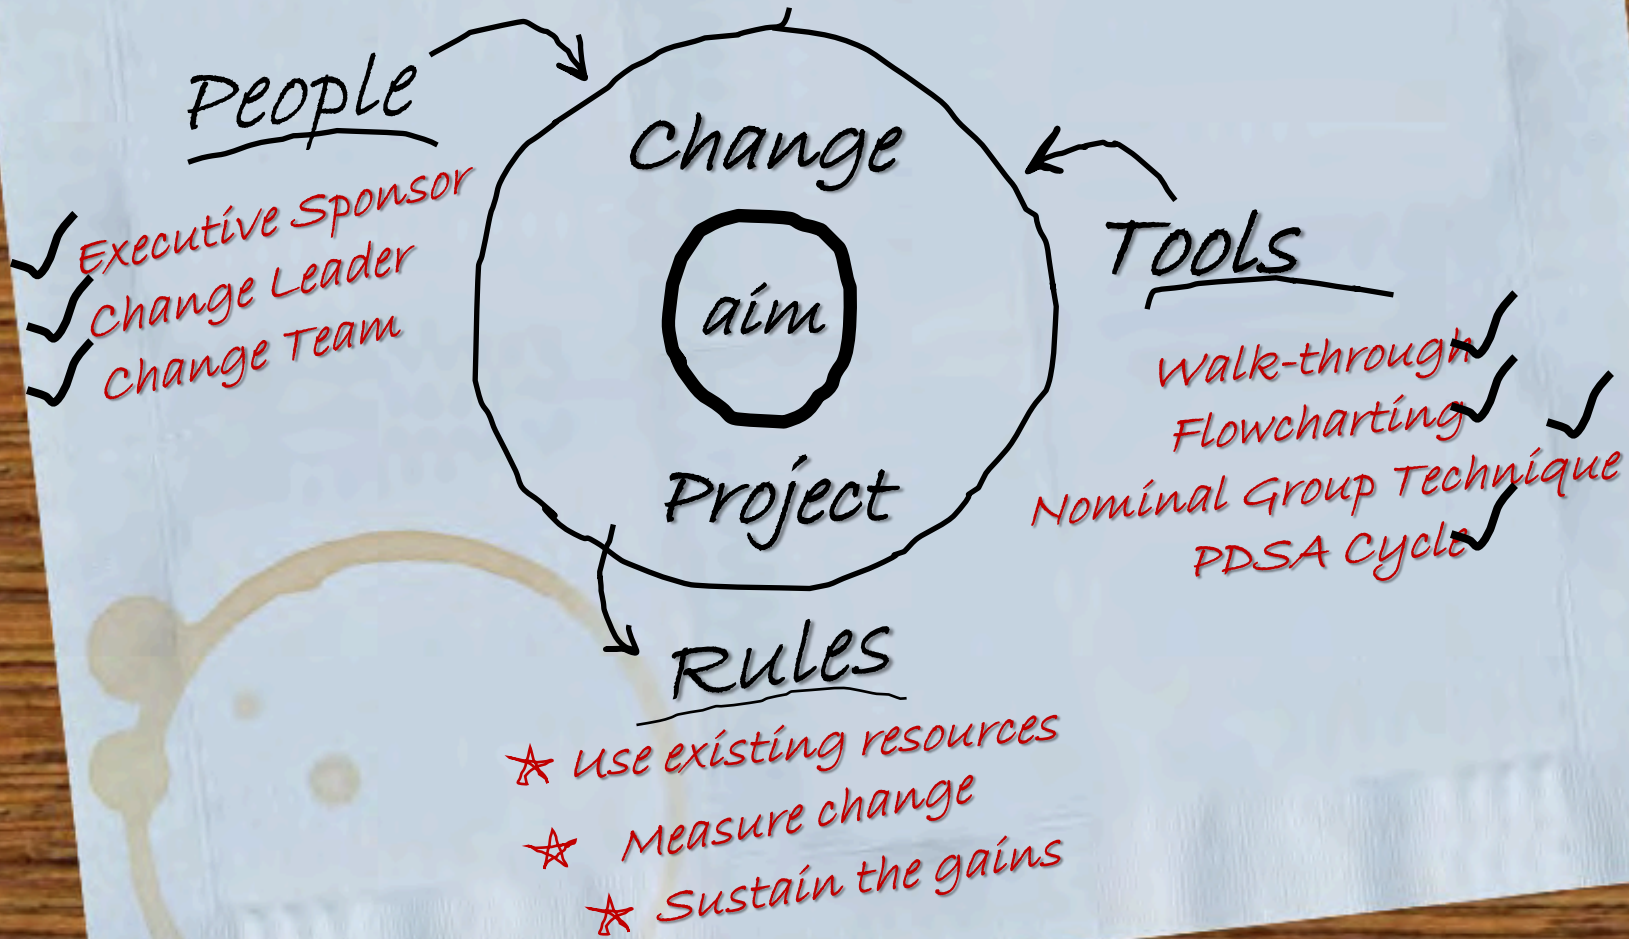 People
Executive Sponsor
Change Leader
Change Team
Change
aim
Project
Tools
Walk-through
Flowcharting
Nominal Group Technique
PDSA Cycle
Rules
Use existing resources
Measure change
Sustain the gains